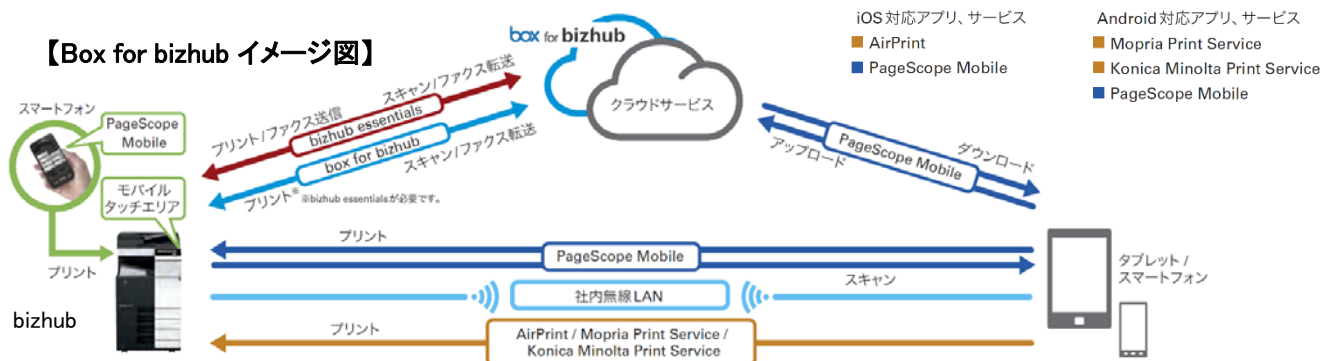 【Box for bizhub イメージ図】
box for bizhub
クラウドサービス
iOS対応アプリ、サービス
AirPrint
PageScope Mobile
Android対応アプリ、サービス
Mopria Print Service
Konica Minolta Print Service
PageScope Mobile
スマートフォン
PageScope
Mobile
モバイル
タッチエリア
プリント
bizhub
スキャン/ファクス転送
bizhub essentials
プリント/ファクス送信
box for bizhub
スキャン/ファクス転送
プリント※
※bizhub essentialsが必要です。
PageScope Mobile
ダウンロード
アップロード
プリント
PageScope Mobile
スキャン
社内無線LAN
プリント
AirPrint / Mopria Print Service /
Konica Minolta Print Service
タブレット/
スマートフォン